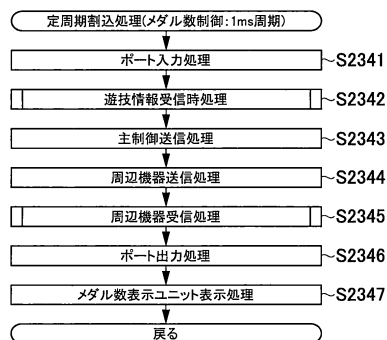 定周期割込処理(メダル数制御:1ms周期)
ポート入力処理 S2341
遊技情報受信時処理 S2342
主制御送信処理 S2343
周辺機器送信処理 S2344
周辺機器受信処理 S2345
ポート出力処理 S2346
メダル数表示ユニット表示処理 S2347
戻る